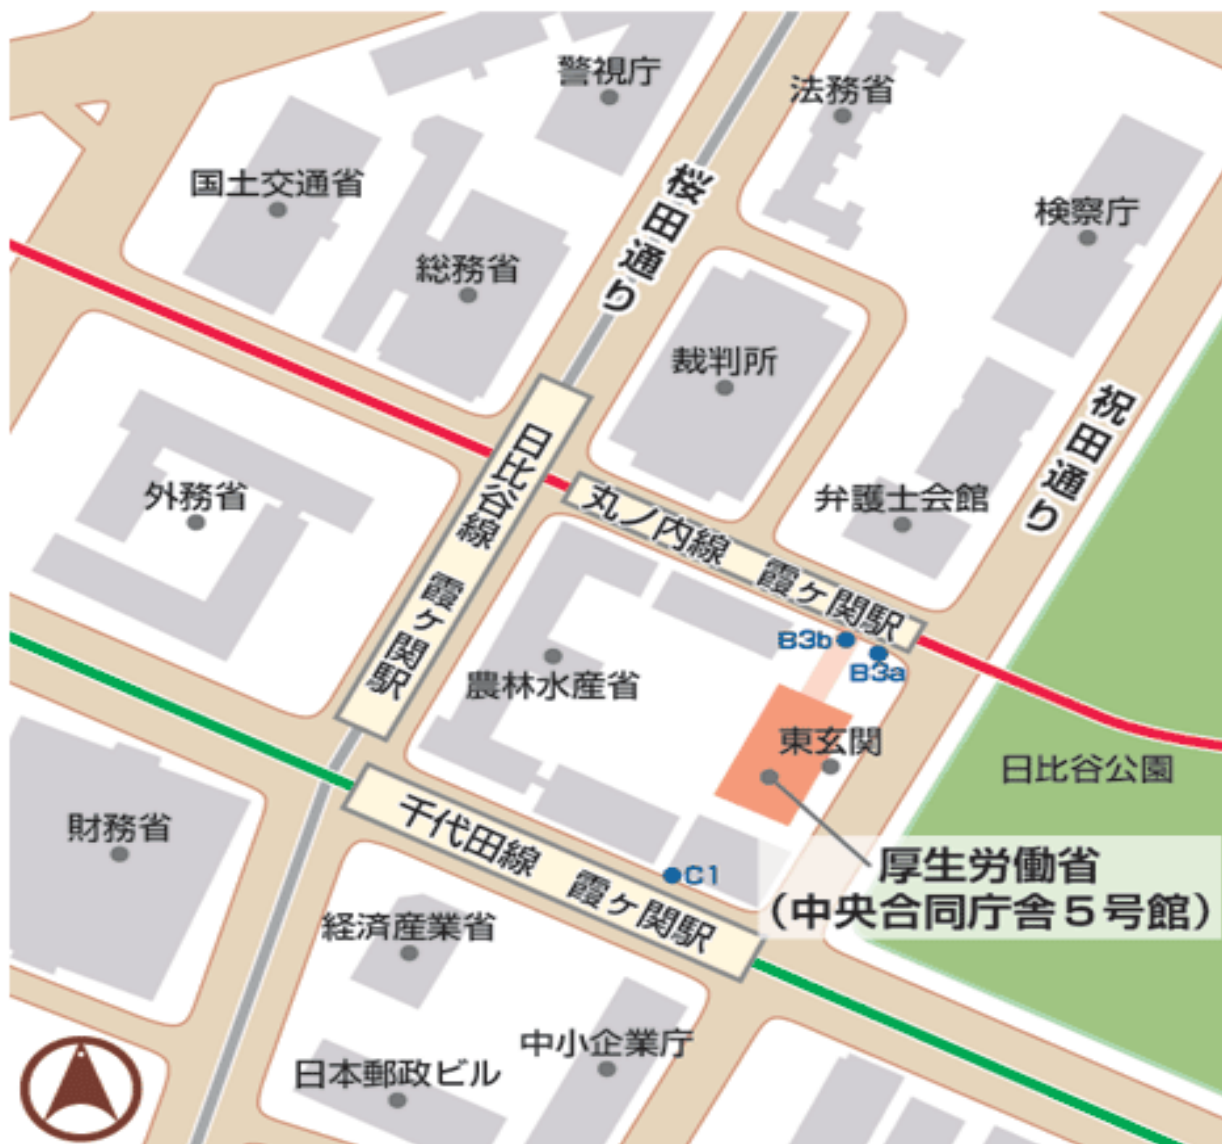 警視庁
法務省
国土交通省
桜田通り
検察庁
総務省
裁判所
祝田通り
日比谷線 霞ヶ関駅
外務省
丸ノ内線 霞ヶ関駅
弁護士会館
B3b
B3a
農林水産省
東玄関
日比谷公園
財務省
千代田線 霞ヶ関駅
C1
厚生労働省
(中央合同庁舎5号館)
経済産業省
中小企業庁
日本郵政ビル